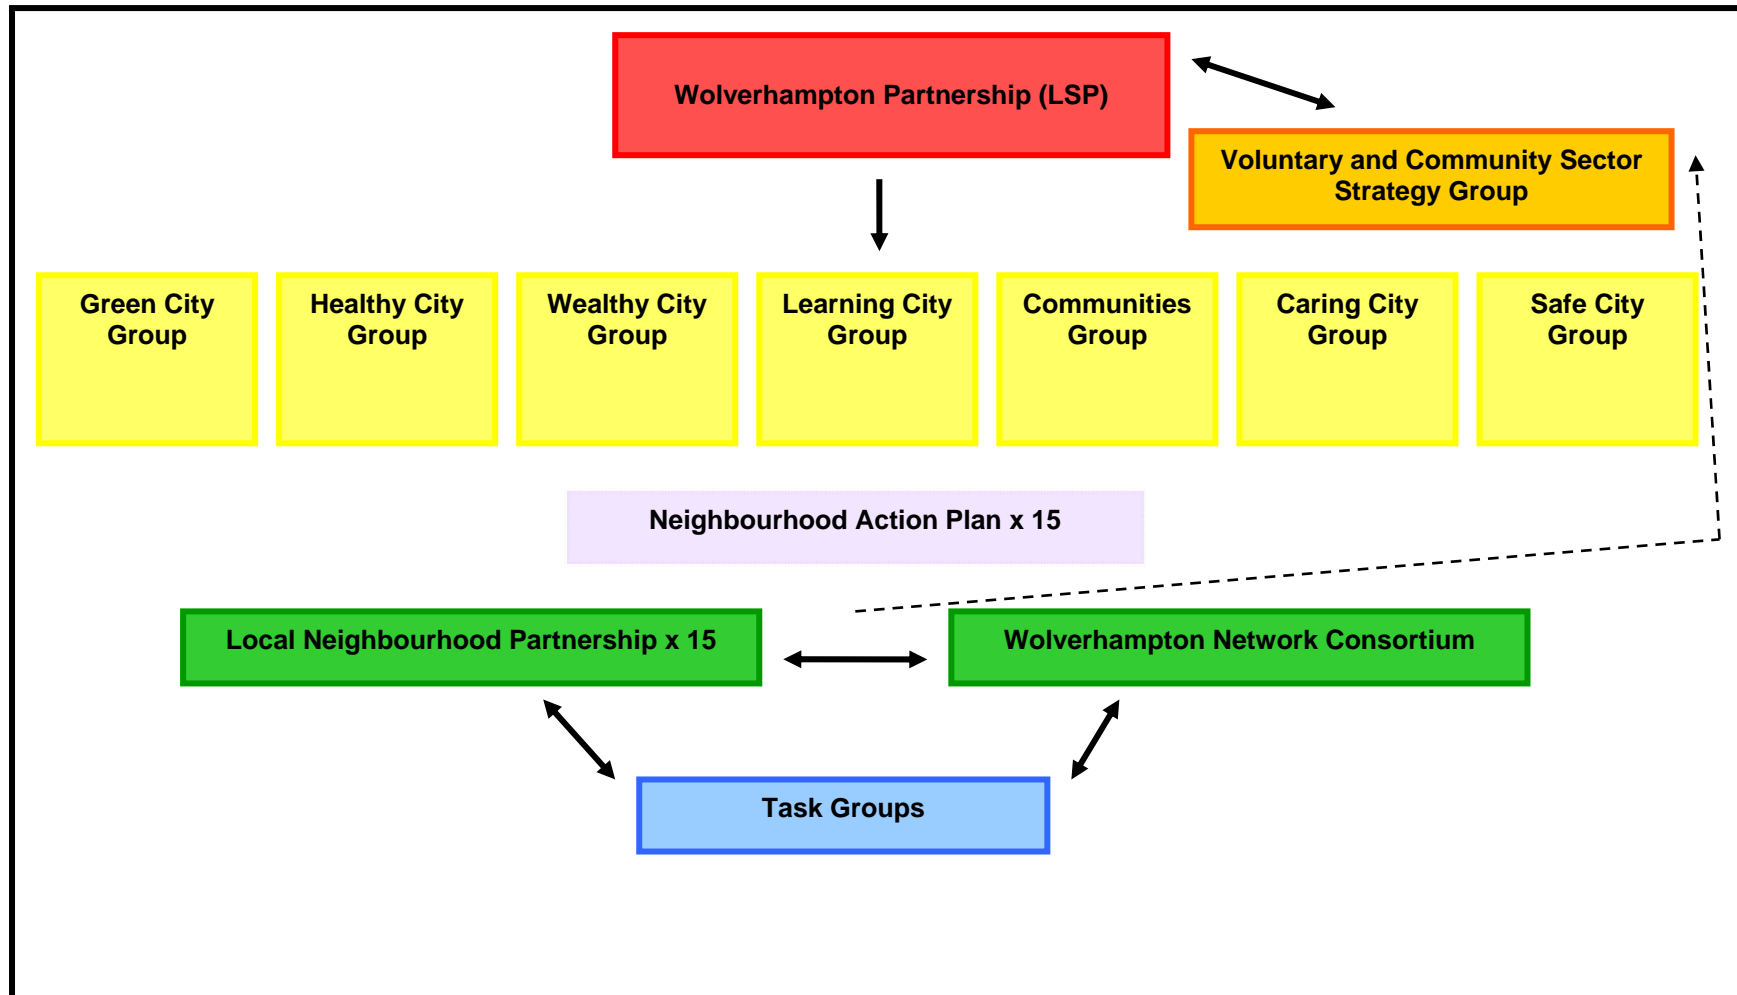 Wolverhampton Partnership (LSP)
Voluntary and Community Sector
Strategy Group
Green City
Group
Healthy City
Group
Wealthy City
Group
Learning City
Group
Communities
Group
Caring City
Group
Safe City
Group
Neighbourhood Action Plan x 15
Local Neighbourhood Partnership x 15
Wolverhampton Network Consortium
Task Groups